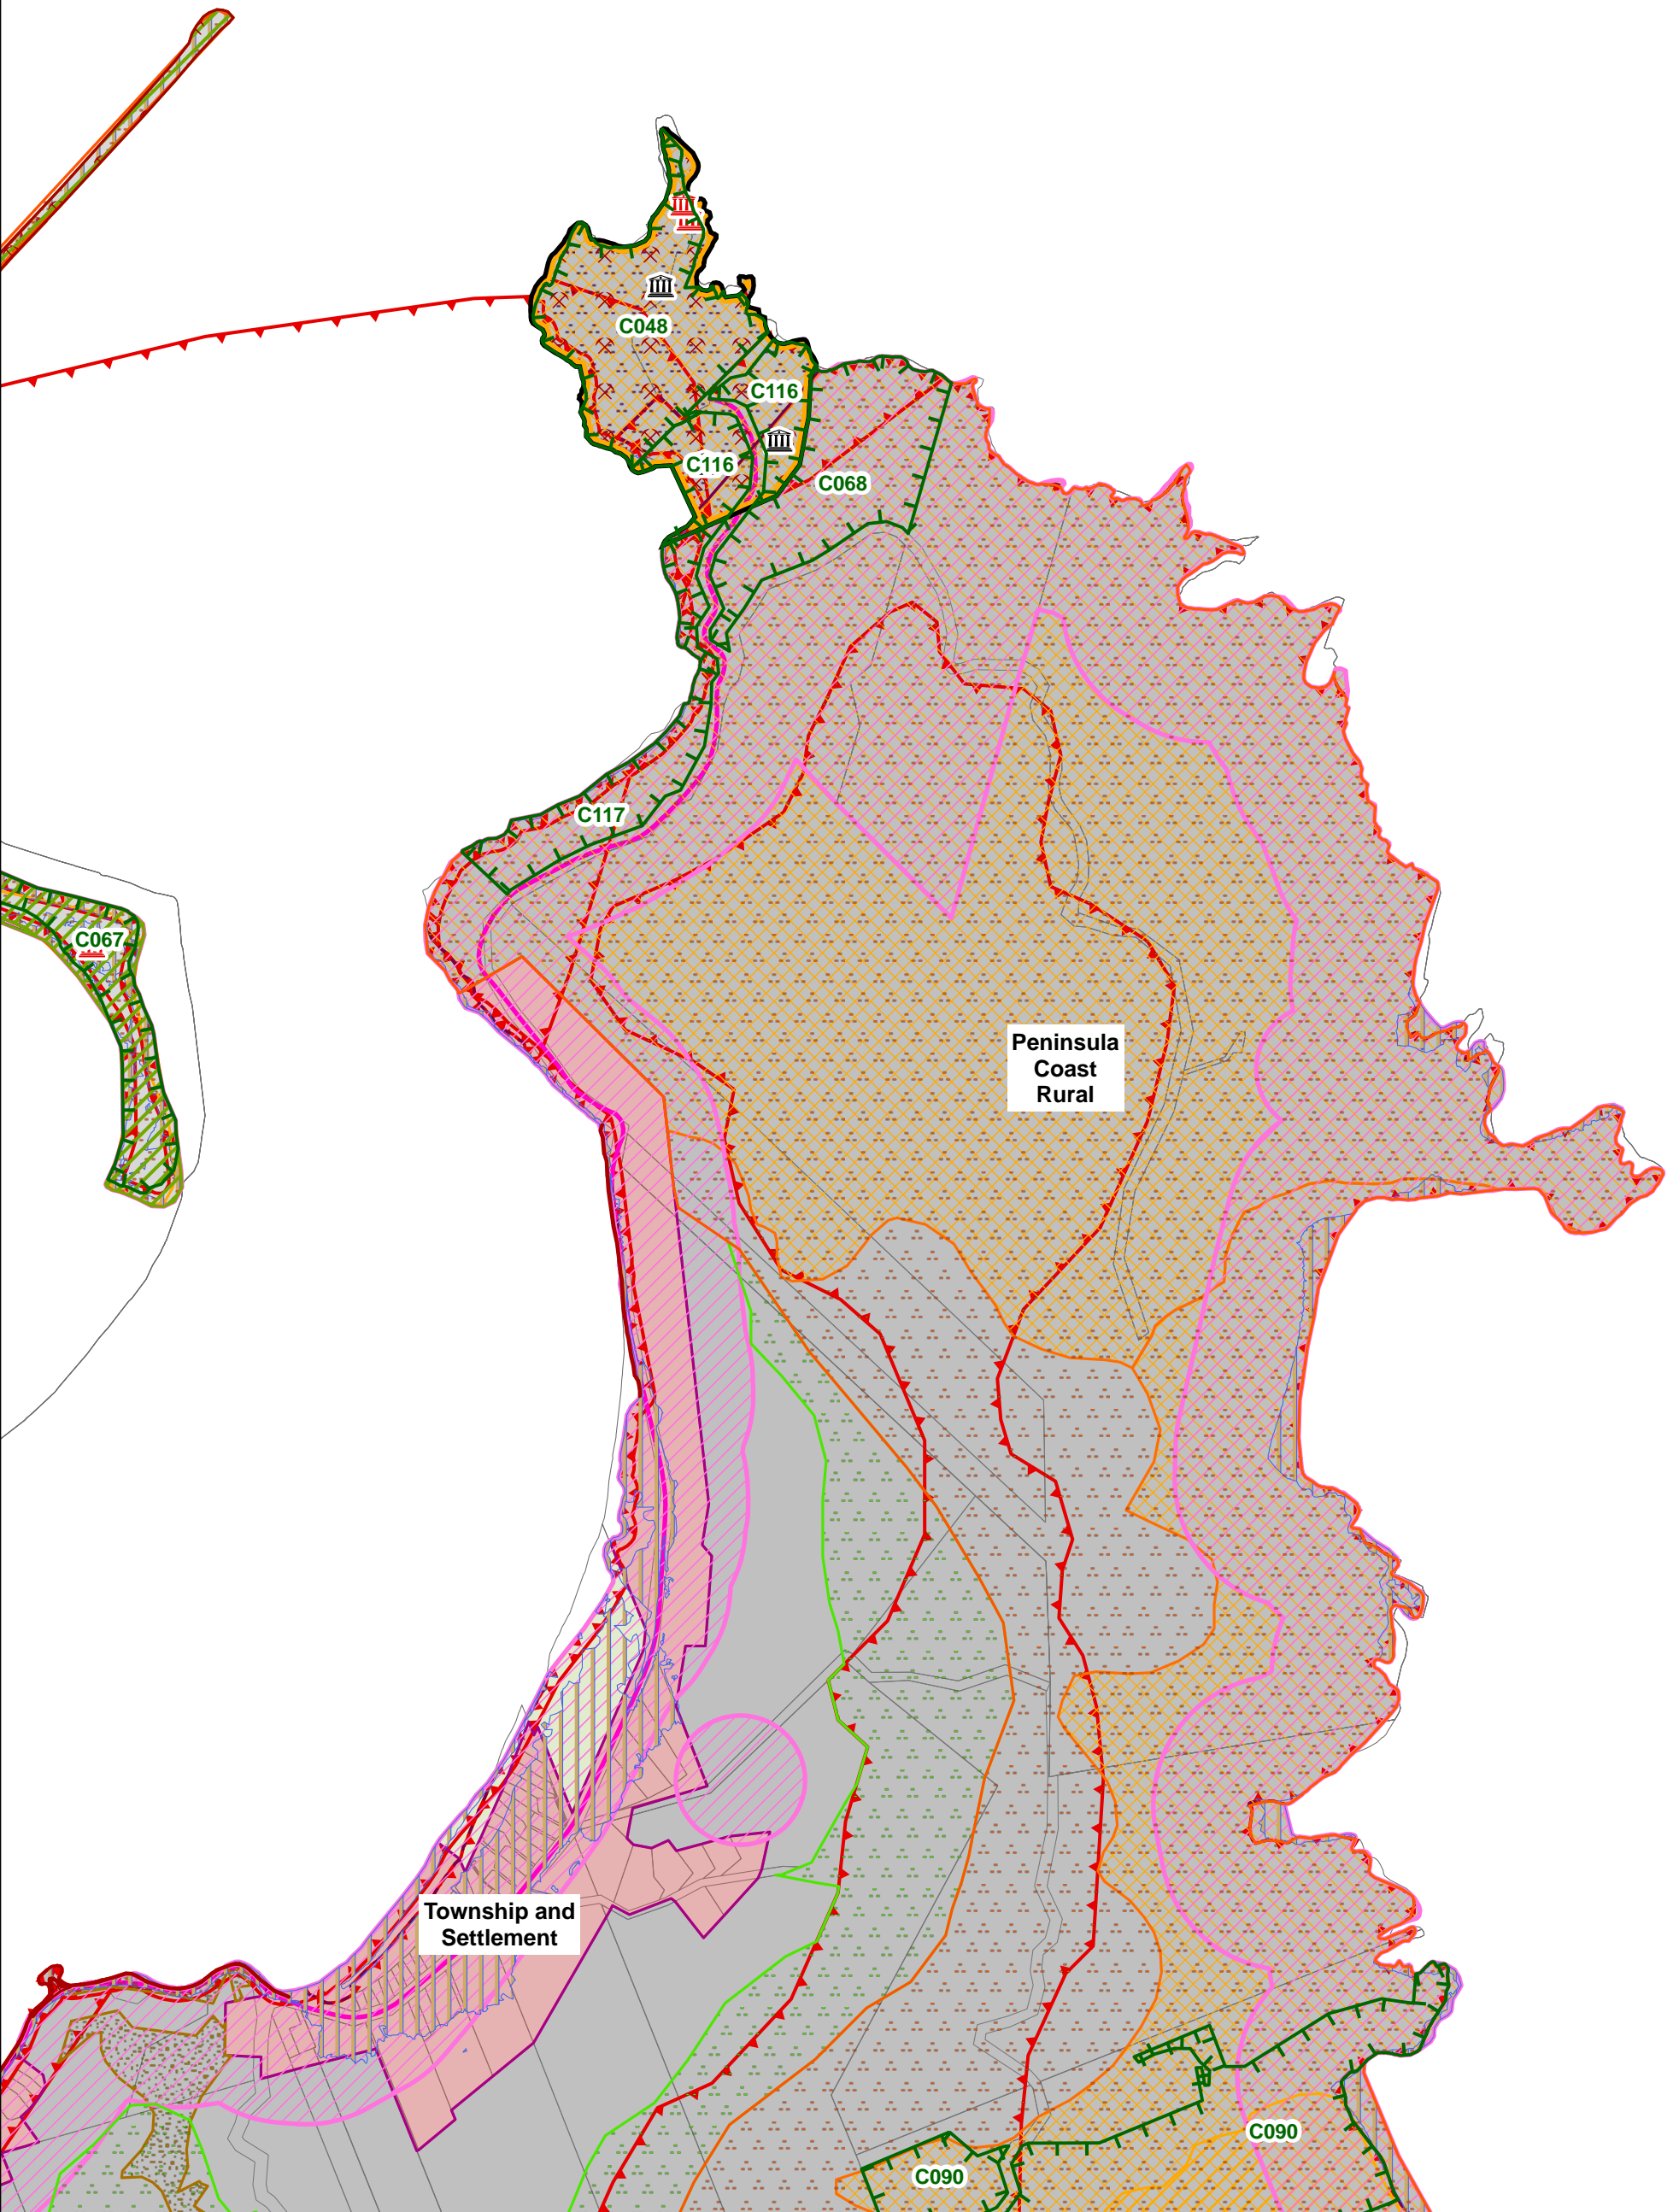 C048
C116
C116
C068
C117
C067
Peninsula
Coast
Rural
Township and
Settlement
C090
C090